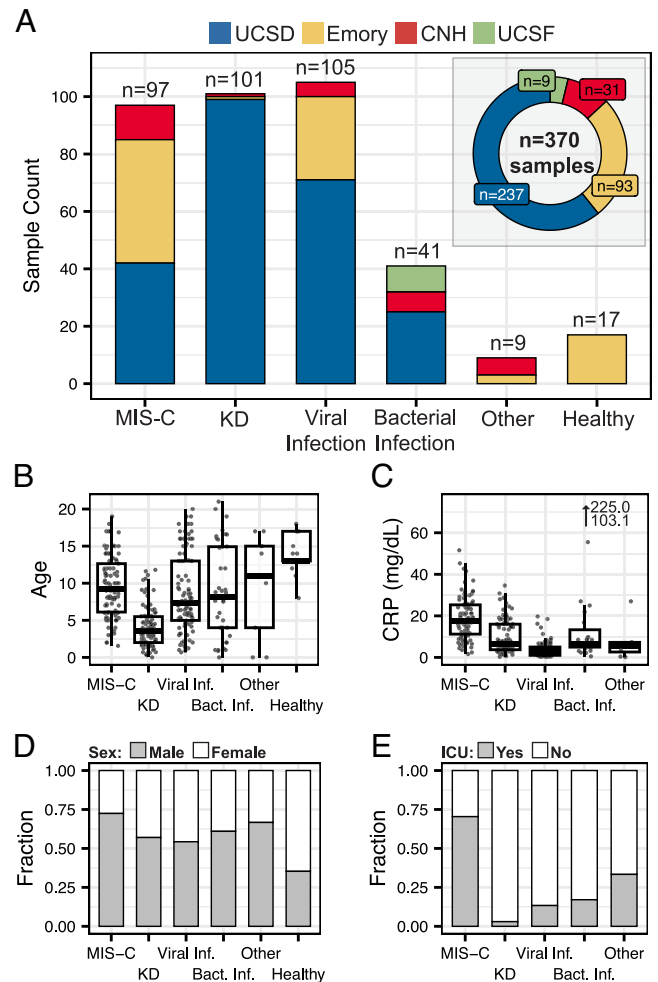 A
UCSD Emory CNH UCSF
n=97
n=101
n=105
n=41
n=9
n=17
n=9
n=31
n=370
samples
n=93
n=237
Sample Count
100
80
60
40
20
0
MIS-C KD Viral Infection Bacterial Infection Other Healthy
B
Age
20
15
10
5
0
MIS−C Viral Inf. Other
KD Bact. Inf. Healthy
C
CRP (mg/dL)
225.0
103.1
60
40
20
0
MIS−C Viral Inf. Other
KD Bact. Inf.
D
Sex: Male Female
Fraction
1.00
0.75
0.50
0.25
0.00
MIS−C Viral Inf. Other
KD Bact. Inf. Healthy
E
ICU: Yes No
Fraction
1.00
0.75
0.50
0.25
0.00
MIS−C Viral Inf. Other
KD Bact. Inf.